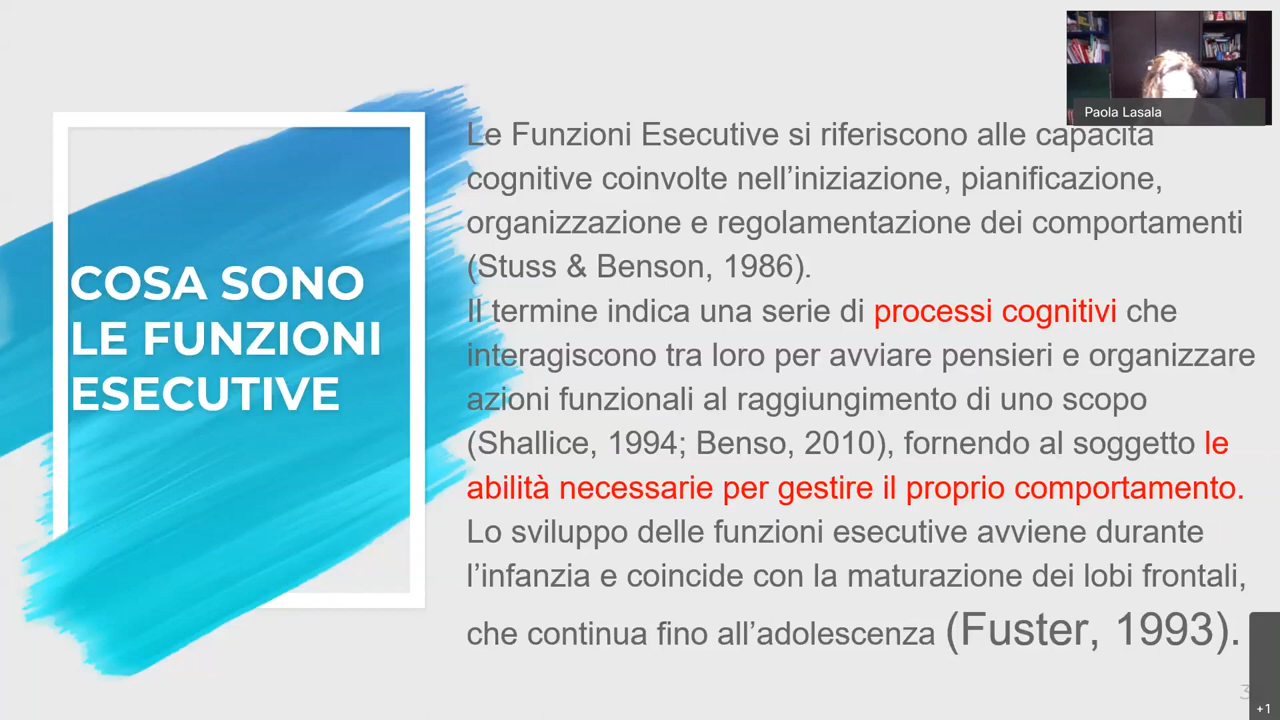 Paola Lasala
COSA SONO
LE FUNZIONI
ESECUTIVE
Le Funzioni Esecutive si riferiscono alle capacità
cognitive coinvolte nell’iniziazione, pianificazione,
organizzazione e regolamentazione dei comportamenti
(Stuss & Benson, 1986).
Il termine indica una serie di processi cognitivi che
interagiscono tra loro per avviare pensieri e organizzare
azioni funzionali al raggiungimento di uno scopo
(Shallice, 1994; Benso, 2010), fornendo al soggetto le
abilità necessarie per gestire il proprio comportamento.
Lo sviluppo delle funzioni esecutive avviene durante
l’infanzia e coincide con la maturazione dei lobi frontali,
che continua fino all’adolescenza (Fuster, 1993).
+1